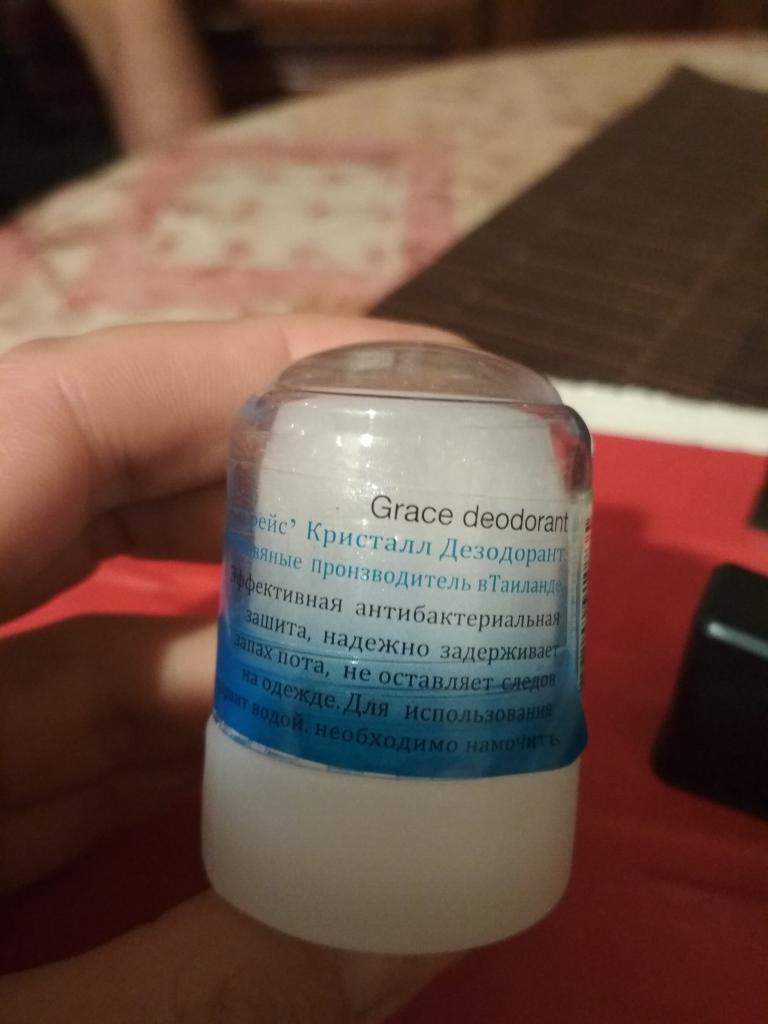 Grace deodorant
Кристалл Дезодорант
производитель вТаиланде
Эффективная антибактериальная
зашита, надежно задерживает
запах пота, не оставляет следов
на одежде. Для использования
водой. необходимо намочить